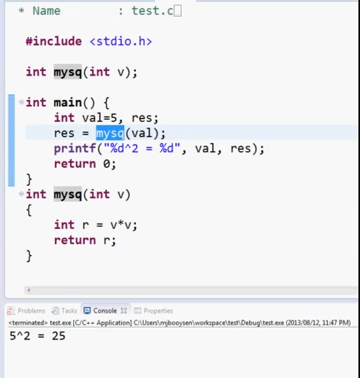 * Name : test.c
#include <stdio.h>
int mysq(int v);
int main() {
int val=5, res;
res = mysq(val);
printf("%d^2 = %d", val, res);
return 0;
}
int mysq(int v)
{
int r = v*v;
return r;
}
Problems Tasks Console Properties
<terminated> test.exe [C/C++ Application] C:\Users\mjbooysen\workspace\test\Debug\test.exe (2013/08/12, 11:47 PM)
5^2 = 25